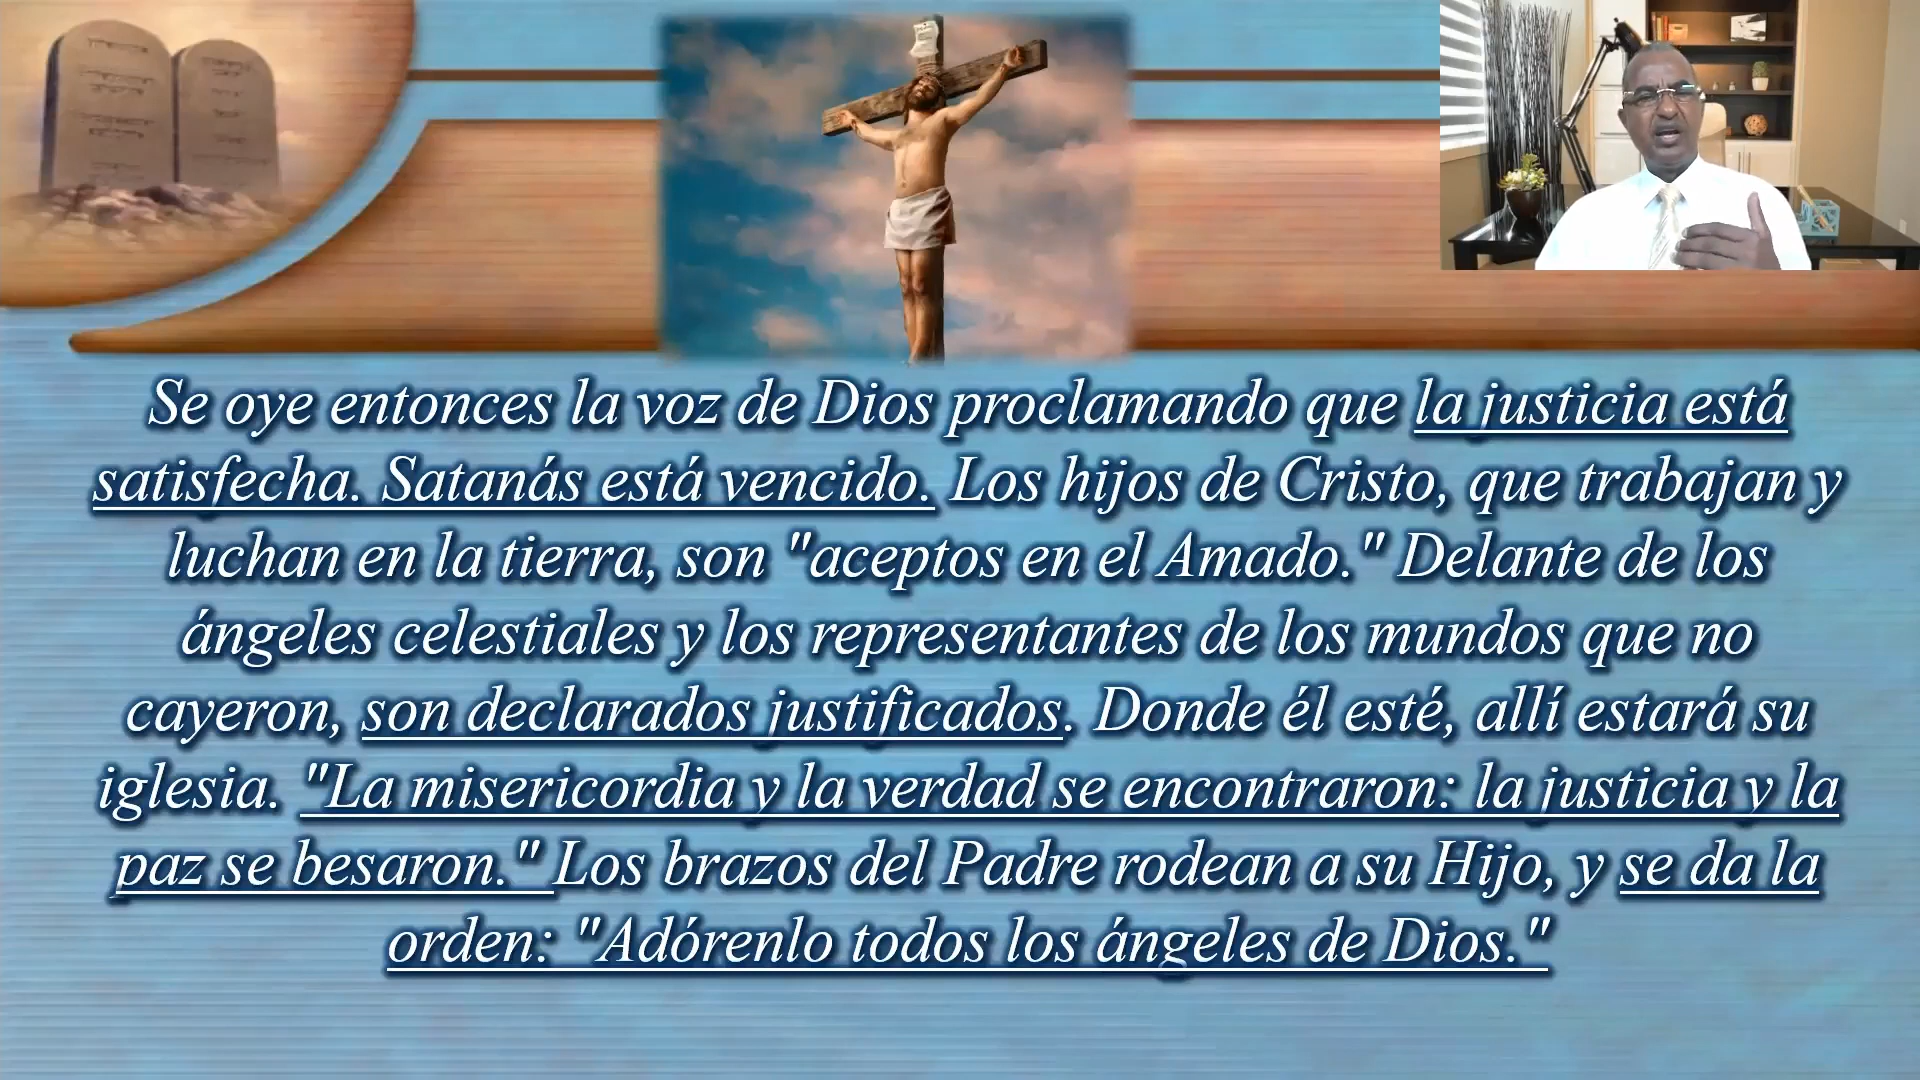 Se oye entonces la voz de Dios proclamando que la justicia está
satisfecha. Satanás está vencido. Los hijos de Cristo, que trabajan y
luchan en la tierra, son "aceptos en el Amado." Delante de los
ángeles celestiales y los representantes de los mundos que no
cayeron, son declarados justificados. Donde él esté, allí estará su
iglesia. "La misericordia y la verdad se encontraron: la justicia y la
paz se besaron." Los brazos del Padre rodean a su Hijo, y se da la
orden: "Adórenlo todos los ángeles de Dios."